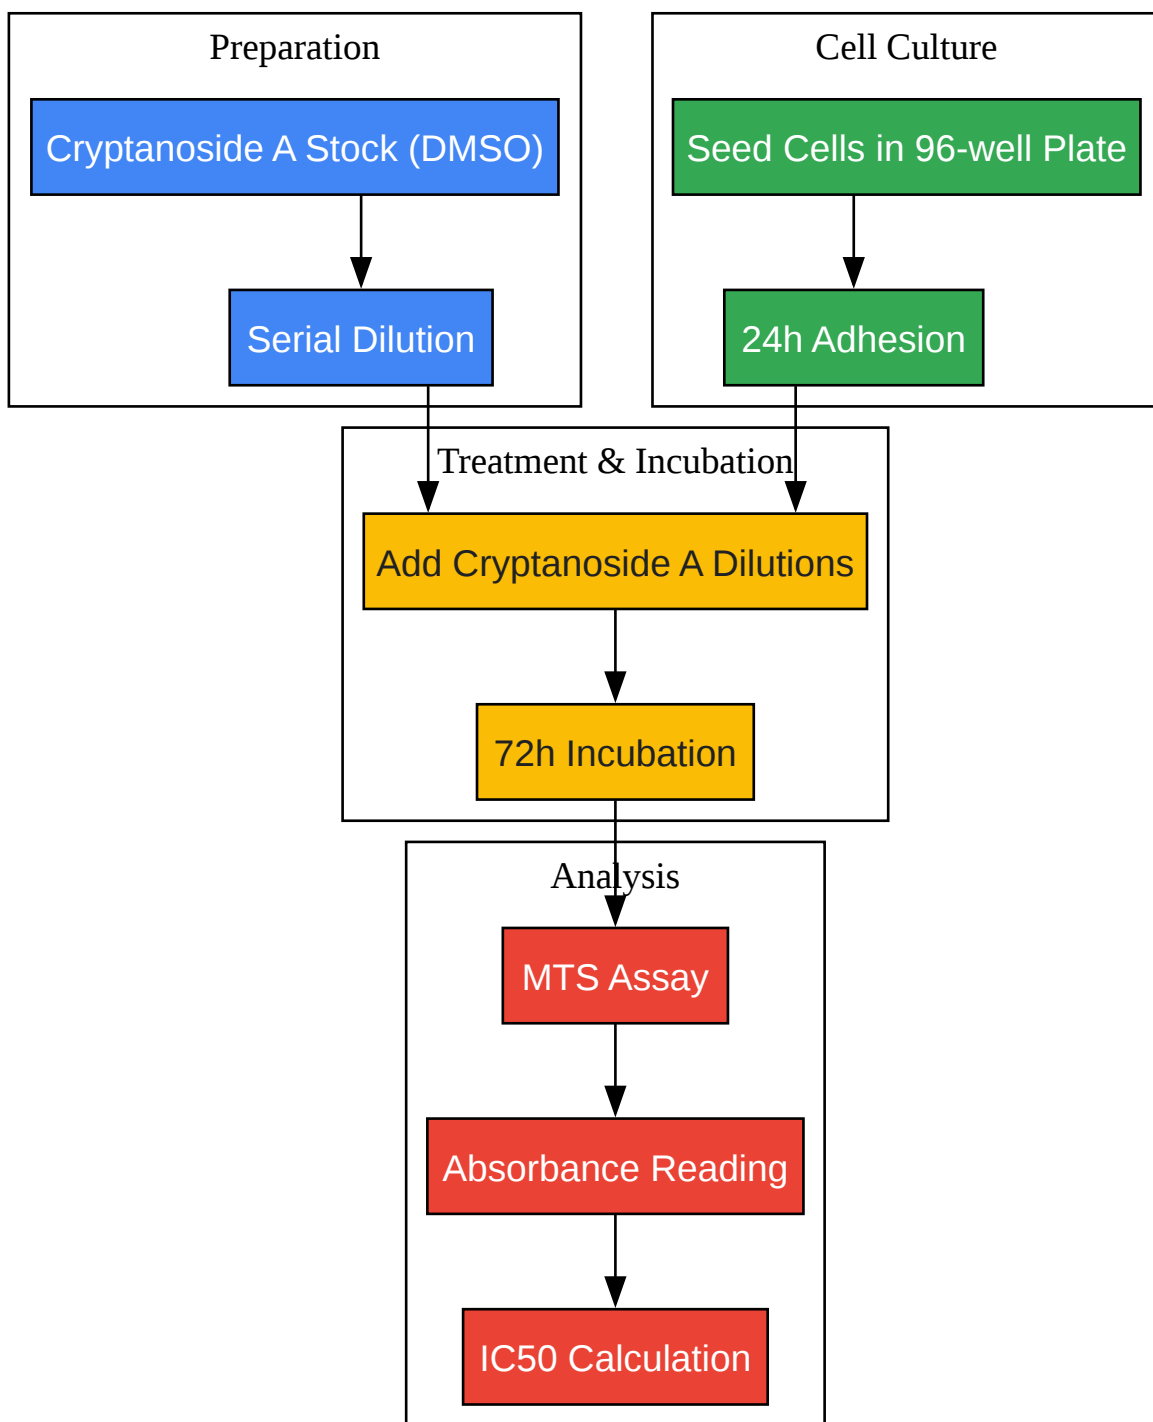 Preparation
Cryptanoside A Stock (DMSO)
Serial Dilution
Cell Culture
Seed Cells in 96-well Plate
24h Adhesion
Treatment & Incubation
Add Cryptanoside A Dilutions
72h Incubation
Analysis
MTS Assay
Absorbance Reading
IC50 Calculation